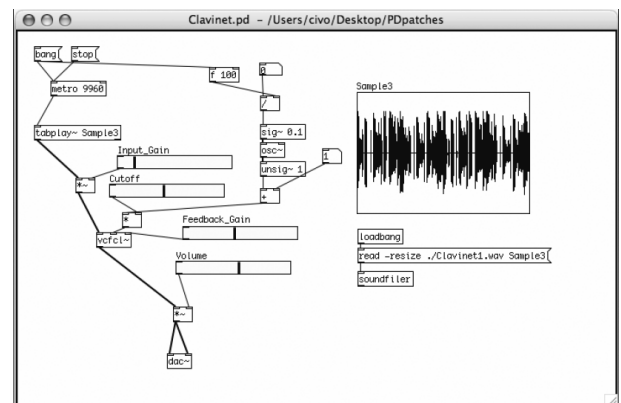 Clavinet.pd - /Users/civo/Desktop/PDpatches
bang
stop
f 100
0
metro 9960
/
Sample3
tabplay~ Sample3
sig~ 0.1
osc~
Input_Gain
1
unsig~ 1
*~
Cutoff
+
*
Feedback_Gain
vcfcl~
loadbang
read -resize ./Clavinet1.wav Sample3
Volume
soundfiler
*~
dac~